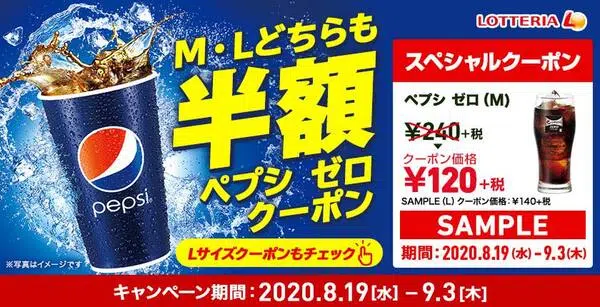 LOTTERIA
M・Lどちらも
半額
ペプシ ゼロ
クーポン
Lサイズクーポンもチェック
pepsi
※写真はイメージです
スペシャルクーポン
ペプシ ゼロ(M)
¥240+税
クーポン価格
¥120+税
SAMPLE(L)クーポン価格:¥140+税
SAMPLE
期間:2020.8.19(水)-9.3(木)
キャンペーン期間:2020.8.19[水]-9.3[木]